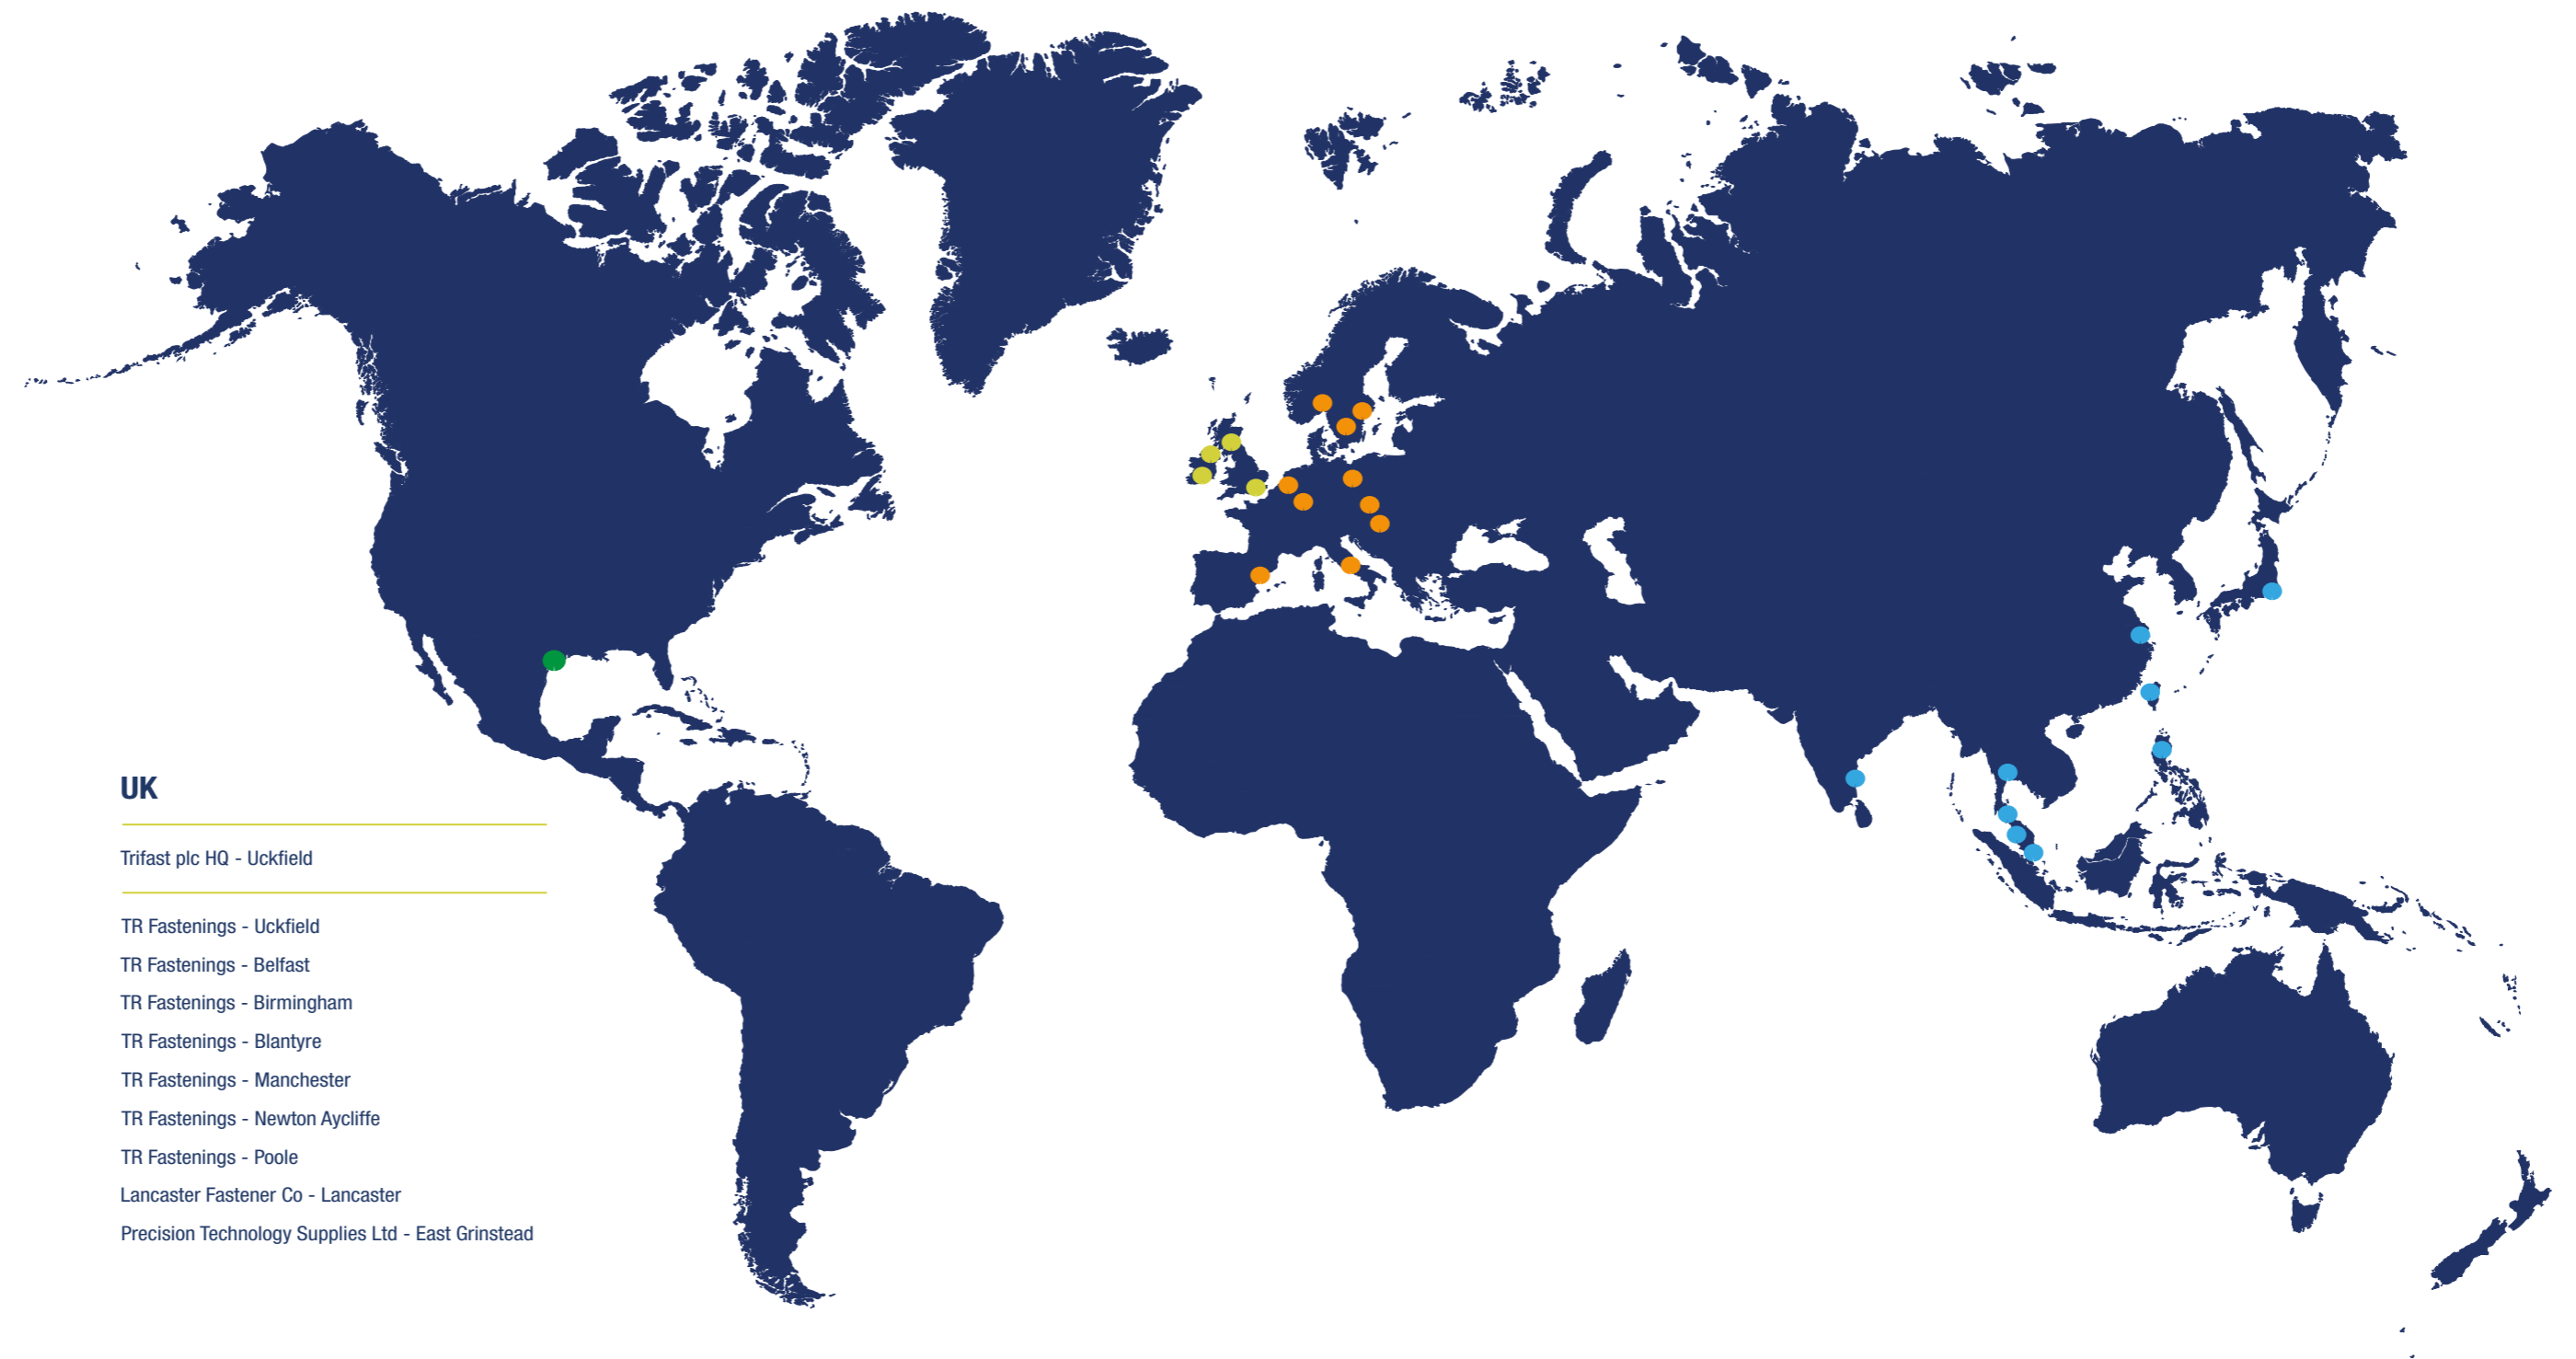 UK
Trifast plc HQ - Uckfield
TR Fastenings - Uckfield
TR Fastenings - Belfast
TR Fastenings - Birmingham
TR Fastenings - Blantyre
TR Fastenings - Manchester
TR Fastenings - Newton Aycliffe
TR Fastenings - Poole
Lancaster Fastener Co - Lancaster
Precision Technology Supplies Ltd - East Grinstead